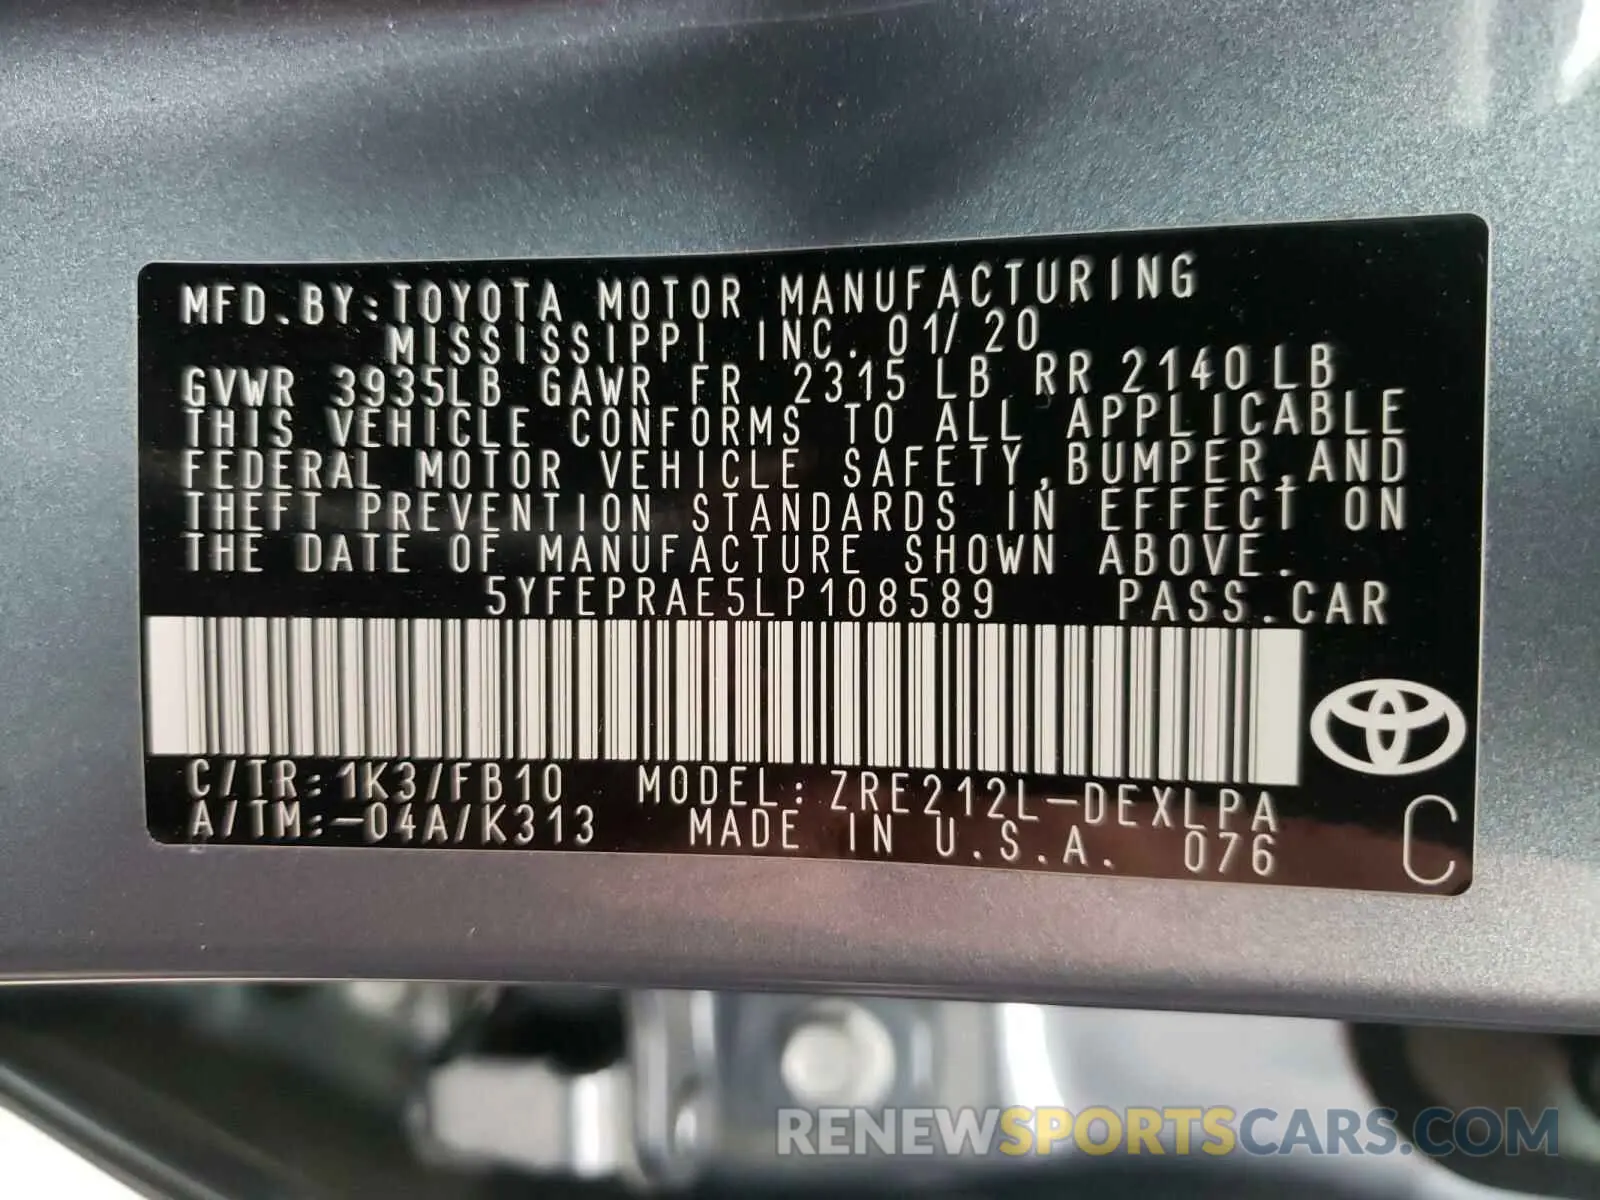 MFD.BY:TOYOTA MOTOR MANUFACTURING
MISSISSIPPI INC. 01/20
GVWR 3935LB GAWR FR 2315LB RR 2140LB
THIS VEHICLE CONFORMS TO ALL APPLICABLE
FEDERAL MOTOR VEHICLE SAFETY,BUMPER,AND
THEFT PREVENTION STANDARDS IN EFFECT ON
THE DATE OF MANUFACTURE SHOWN ABOVE.
5YFEPRAE5LP108589 PASS.CAR
C/TR:1K3/FB10 MODEL:ZRE212L-DEXLPA
A/TM:-04A/K313 MADE IN U.S.A. 076
C
RENEWSPORTSCARS.COM